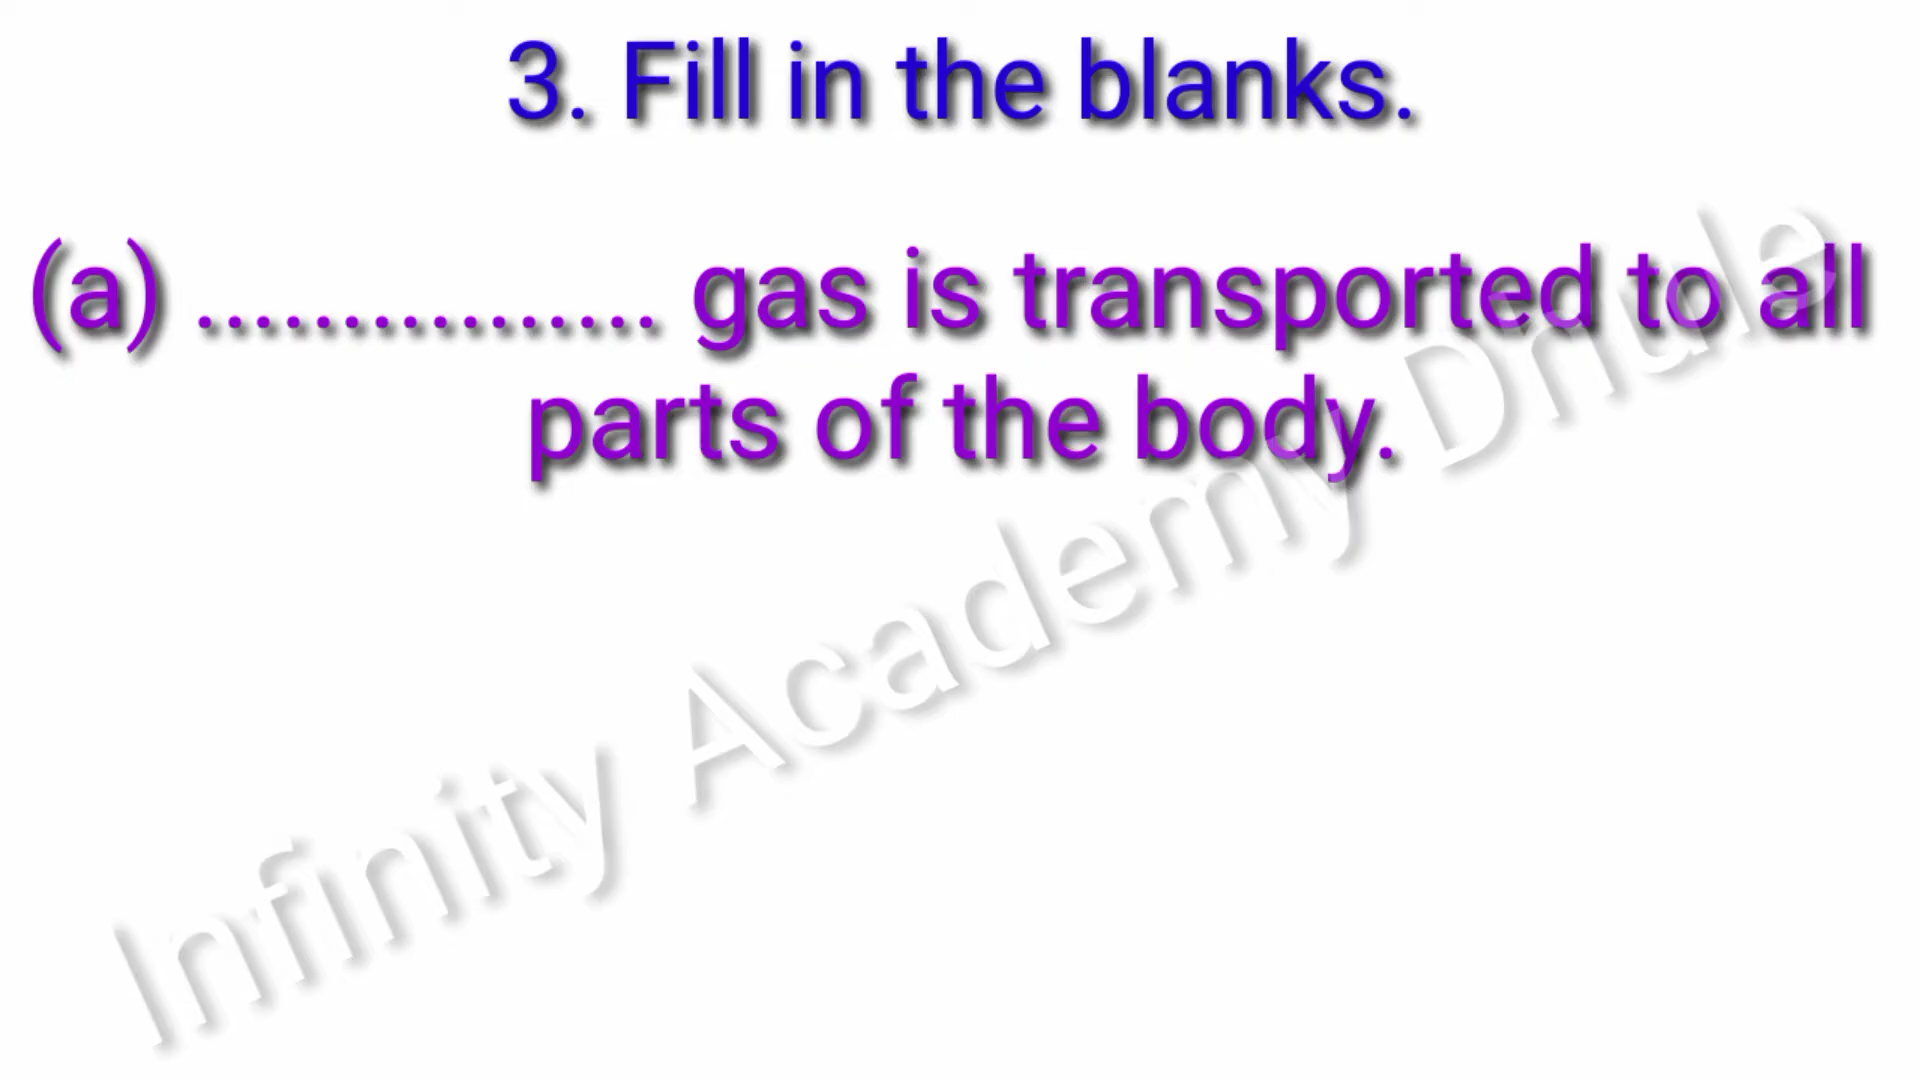 3. Fill in the blanks.
(a) ................ gas is transported to all
parts of the body.
Infinity Academy Dhule